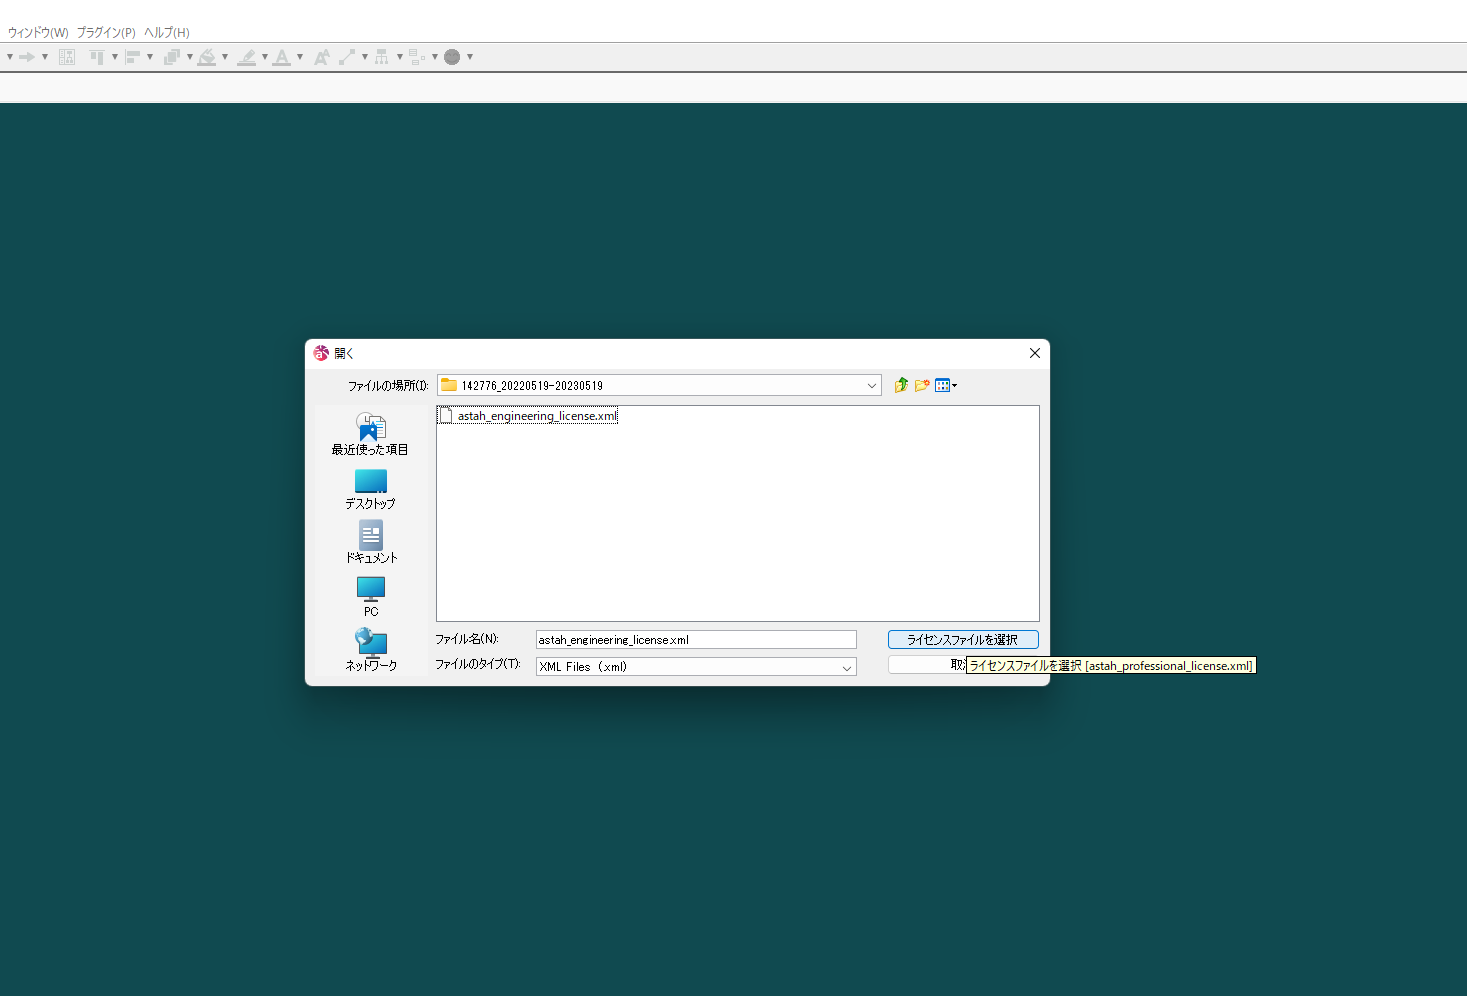 ウィンドウ(W) プラグイン(P) ヘルプ(H)
開く
ファイルの場所(I):
142776_20220519-20230519
astah_engineering_license.xml
最近使った項目
デスクトップ
ドキュメント
PC
ネットワーク
ファイル名(N):
astah_engineering_license.xml
ライセンスファイルを選択
ファイルのタイプ(T):
XML Files (.xml)
取
ライセンスファイルを選択 [astah_professional_license.xml]